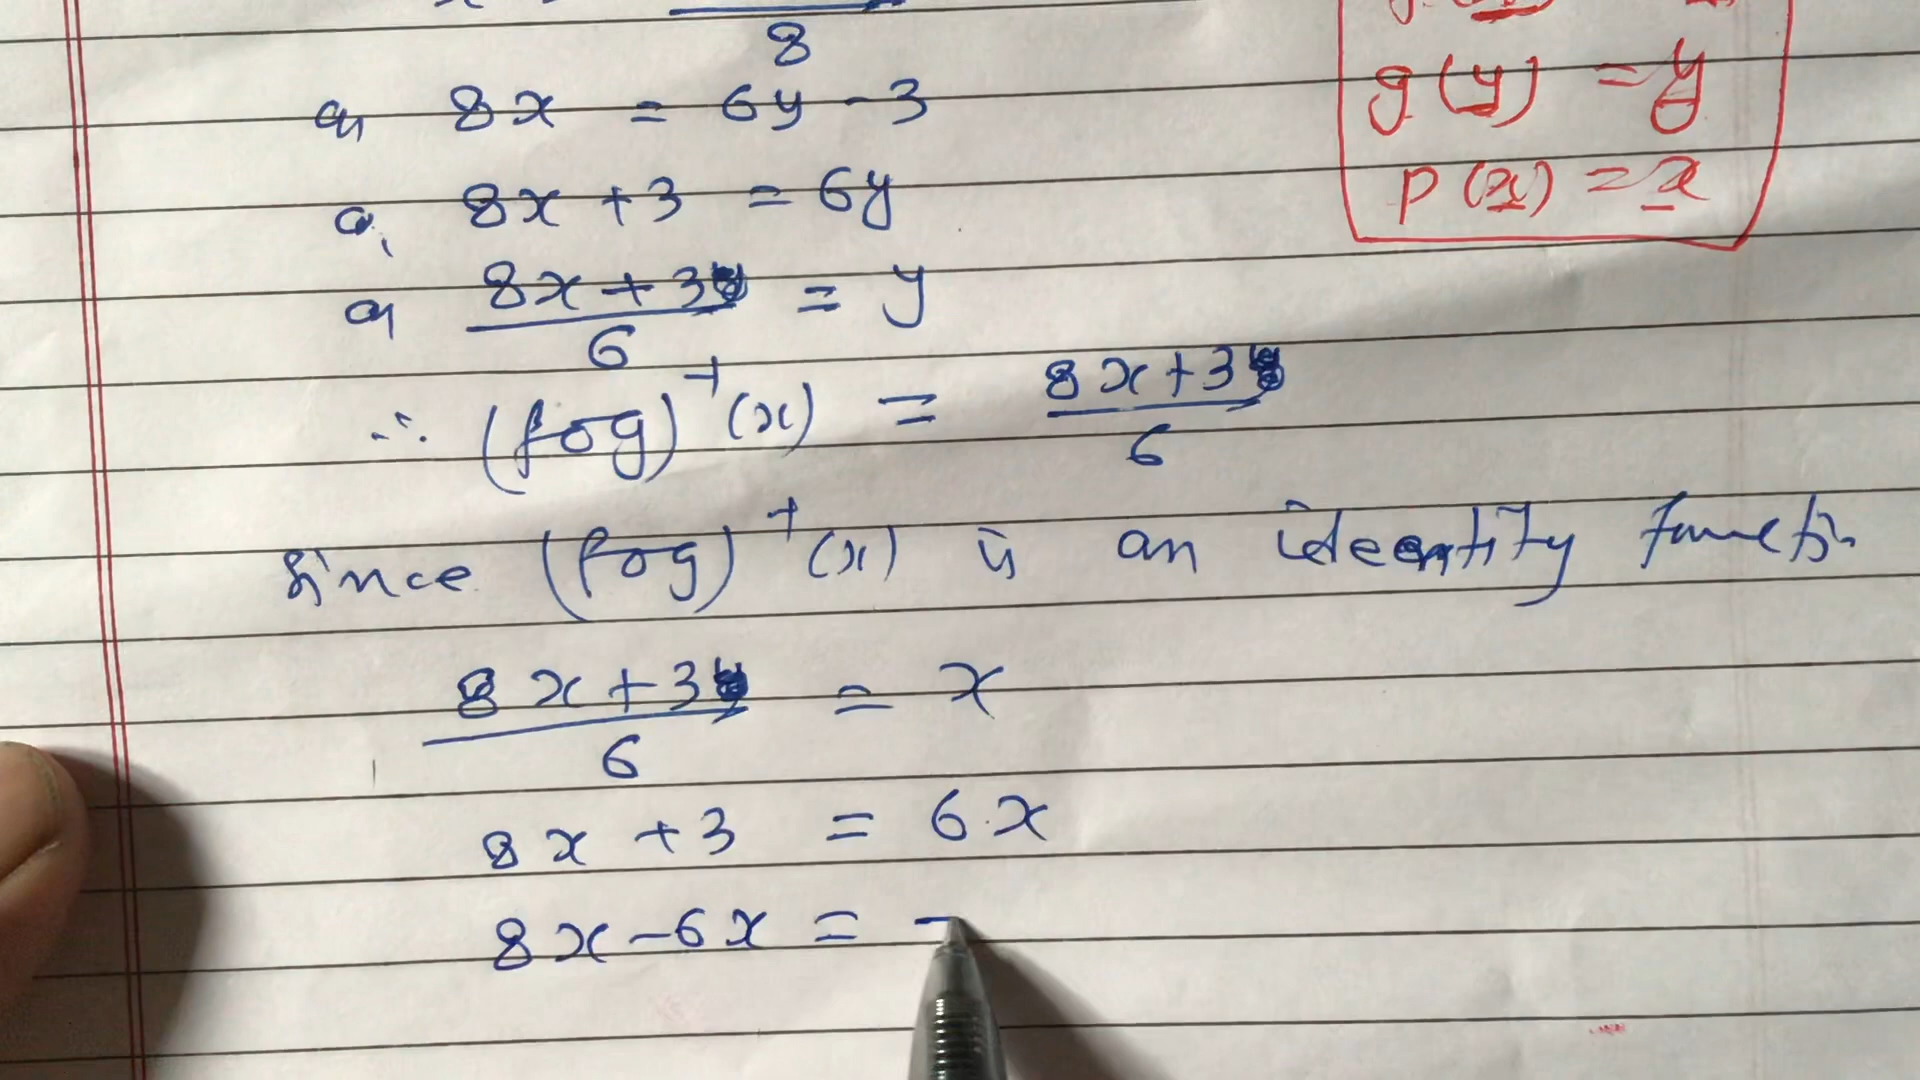 8
or 8x = 6y - 3
or 8x + 3 = 6y
or 8x + 3 / 6 = y
∴ (fog)⁻¹(x) = 8x + 3 / 6
Since (fog)⁻¹(x) is an identity function
8x + 3 / 6 = x
8x + 3 = 6x
8x - 6x = -
g(y) = y
p(x) = x